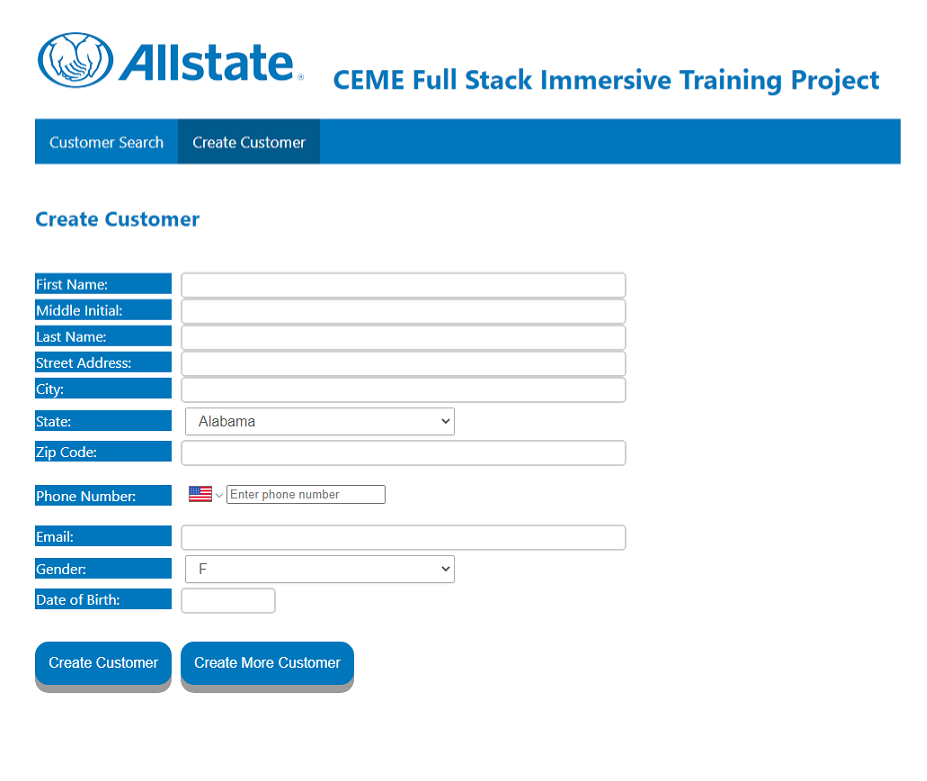 Allstate®
CEME Full Stack Immersive Training Project
Customer Search Create Customer
Create Customer
First Name:
Middle Initial:
Last Name:
Street Address:
City:
State: Alabama
Zip Code:
Phone Number: Enter phone number
Email:
Gender: F
Date of Birth:
Create Customer Create More Customer